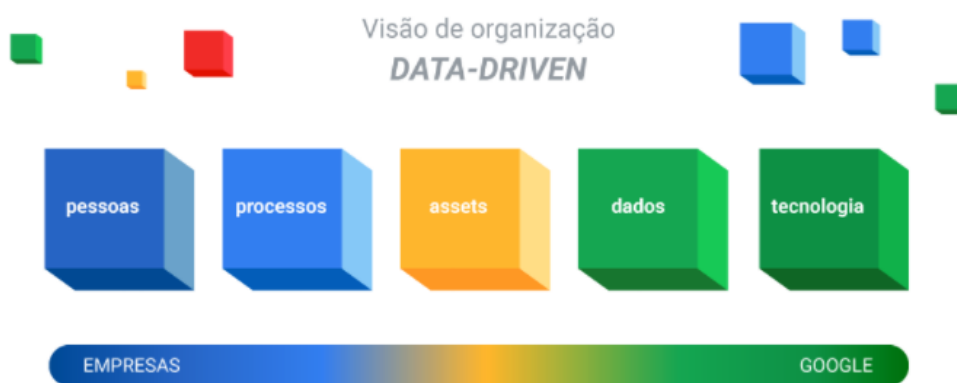 Visão de organização
DATA-DRIVEN
pessoas
processos
assets
dados
tecnologia
EMPRESAS
GOOGLE